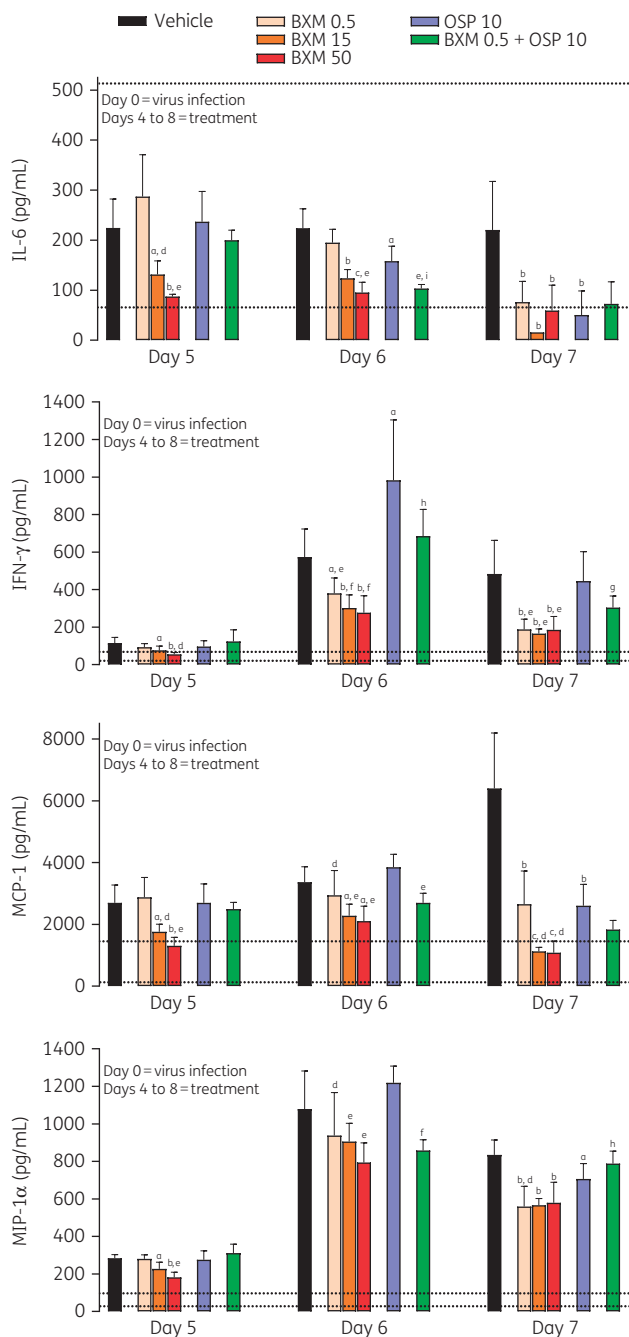 Vehicle
BXM 0.5
BXM 15
BXM 50
OSP 10
BXM 0.5 + OSP 10
IL-6 (pg/mL)
500
400
300
200
100
0
Day 0 = virus infection
Days 4 to 8 = treatment
a, d
b, e
b
c, e
a
e, i
b
b
b
b
Day 5
Day 6
Day 7
IFN-γ (pg/mL)
1400
1200
1000
800
600
400
200
0
Day 0 = virus infection
Days 4 to 8 = treatment
a
b, d
a, e
b, f
b, f
a
h
b, e
b, e
b, e
g
Day 5
Day 6
Day 7
MCP-1 (pg/mL)
8000
6000
4000
2000
0
Day 0 = virus infection
Days 4 to 8 = treatment
a, d
b, e
d
a, e
a, e
e
b
c, d
c, d
b
Day 5
Day 6
Day 7
MIP-1α (pg/mL)
1400
1200
1000
800
600
400
200
0
Day 0 = virus infection
Days 4 to 8 = treatment
a
b, e
d
e
e
f
b, d
b
b
a
h
Day 5
Day 6
Day 7